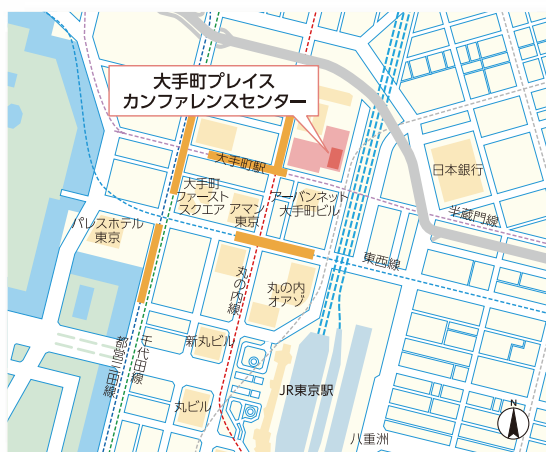 大手町プレイス
カンファレンスセンター
大手町駅
日本銀行
大手町
ファースト
スクエア
アマン
東京
アーバンネット
大手町ビル
半蔵門線
パレスホテル
東京
東西線
丸の内線
丸の内
オアゾ
新丸ビル
千代田線
都営三田線
JR東京駅
丸ビル
八重洲
N